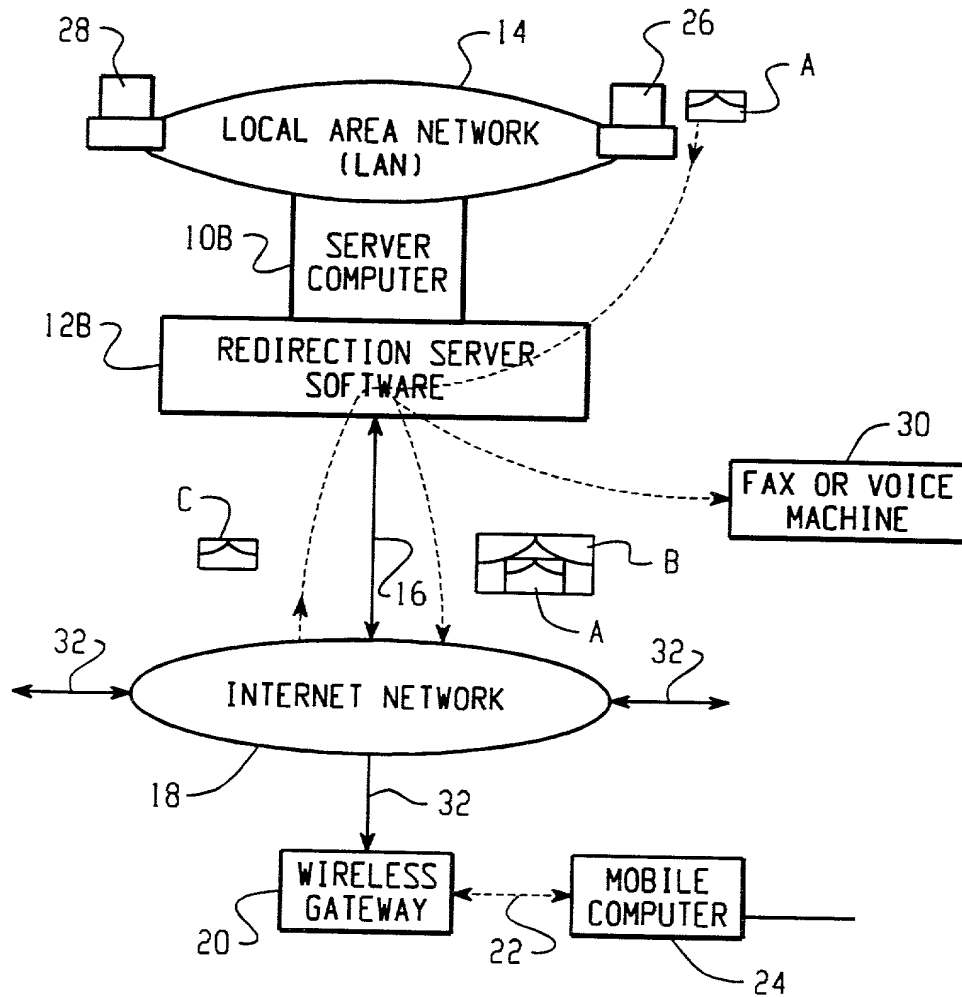 28
14
26
A
LOCAL AREA NETWORK
(LAN)
10B
SERVER
COMPUTER
12B
REDIRECTION SERVER
SOFTWARE
30
FAX OR VOICE
MACHINE
C
B
16
A
32
32
INTERNET NETWORK
18
32
WIRELESS
GATEWAY
MOBILE
COMPUTER
20
22
24